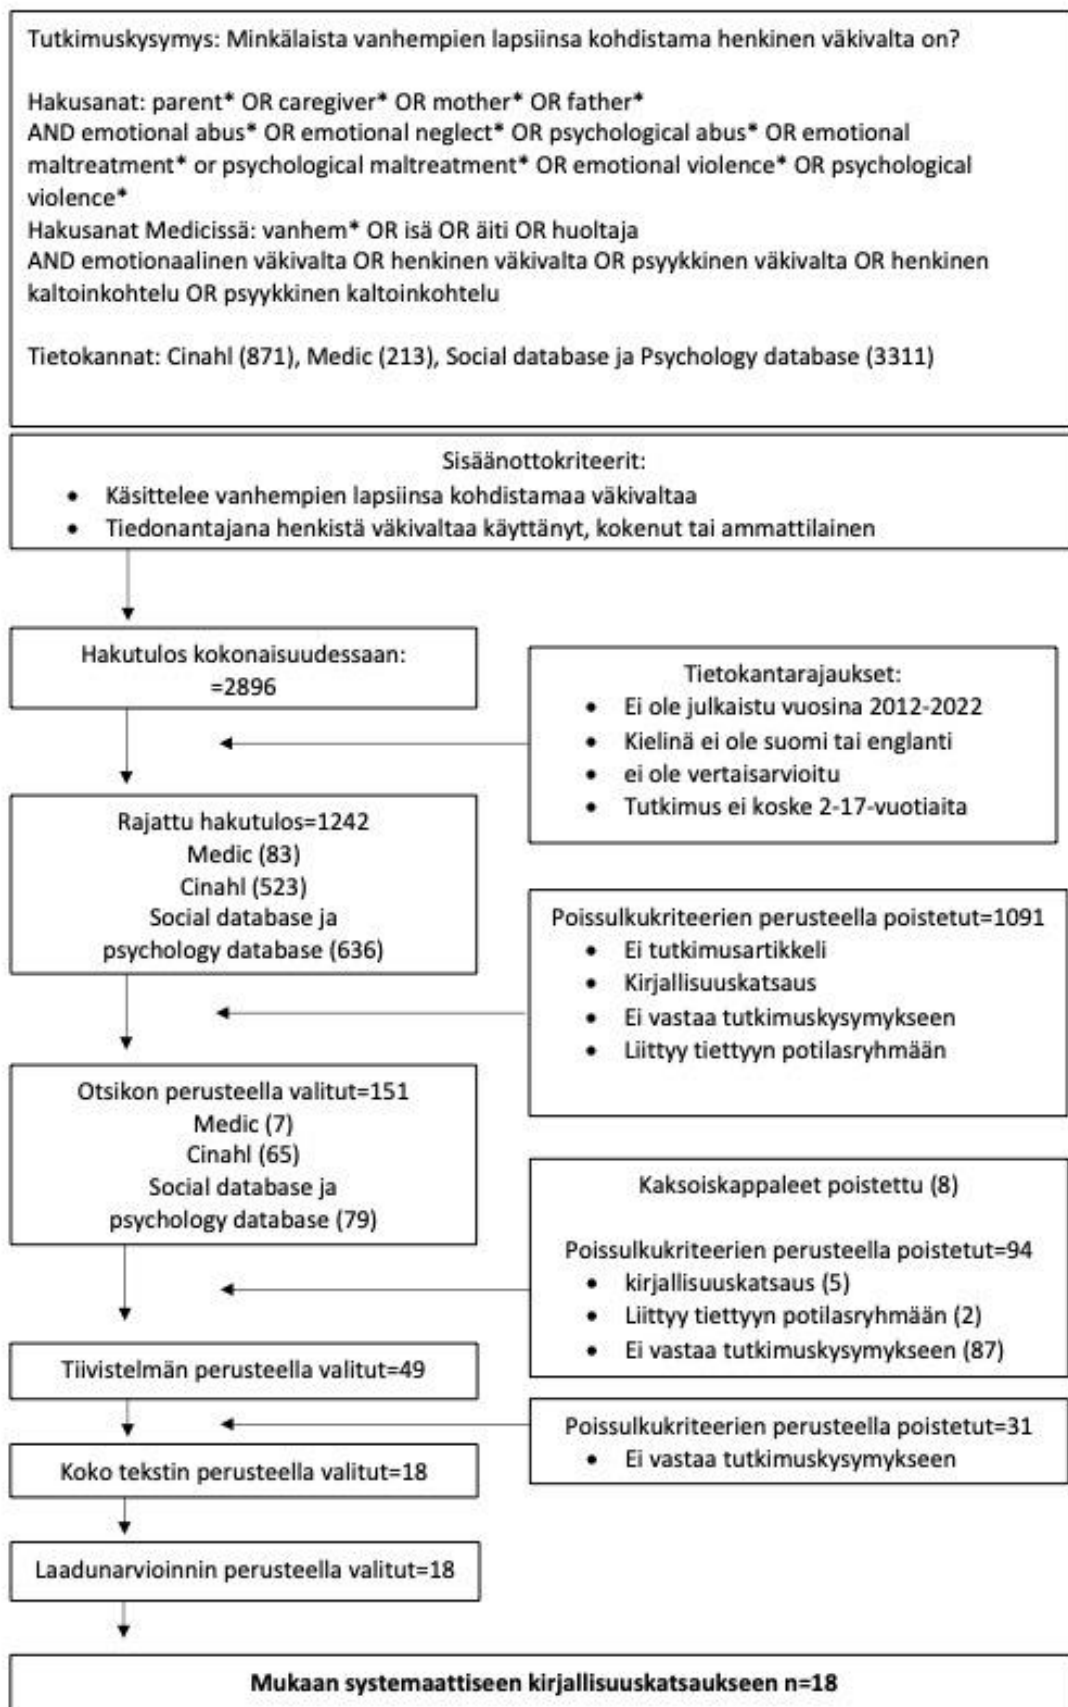 Tutkimuskysymys: Minkälaista vanhempien lapsiinsa kohdistama henkinen väkivalta on?
Hakusanat: parent* OR caregiver* OR mother* OR father*
AND emotional abus* OR emotional neglect* OR psychological abus* OR emotional
maltreatment* or psychological maltreatment* OR emotional violence* OR psychological
violence*
Hakusanat Medicissä: vanhem* OR isä OR äiti OR huoltaja
AND emotionaalinen väkivalta OR henkinen väkivalta OR psyykkinen väkivalta OR henkinen
kaltoinkohtelu OR psyykkinen kaltoinkohtelu
Tietokannat: Cinahl (871), Medic (213), Social database ja Psychology database (3311)
Sisäänottokriteerit:
• Käsittelee vanhempien lapsiinsa kohdistamaa väkivaltaa
• Tiedonantajana henkistä väkivaltaa käyttänyt, kokenut tai ammattilainen
Hakutulos kokonaisuudessaan:
=2896
Tietokantarajaukset:
• Ei ole julkaistu vuosina 2012-2022
• Kielinä ei ole suomi tai englanti
• ei ole vertaisarvioitu
• Tutkimus ei koske 2-17-vuotiaita
Rajattu hakutulos=1242
Medic (83)
Cinahl (523)
Social database ja
psychology database (636)
Poissulkukriteerien perusteella poistetut=1091
• Ei tutkimusartikkeli
• Kirjallisuuskatsaus
• Ei vastaa tutkimuskysymykseen
• Liittyy tiettyyn potilasryhmään
Otsikon perusteella valitut=151
Medic (7)
Cinahl (65)
Social database ja
psychology database (79)
Kaksoiskappaleet poistettu (8)
Poissulkukriteerien perusteella poistetut=94
• kirjallisuuskatsaus (5)
• Liittyy tiettyyn potilasryhmään (2)
• Ei vastaa tutkimuskysymykseen (87)
Tiivistelmän perusteella valitut=49
Poissulkukriteerien perusteella poistetut=31
• Ei vastaa tutkimuskysymykseen
Koko tekstin perusteella valitut=18
Laadunarvioinnin perusteella valitut=18
Mukaan systemaattiseen kirjallisuuskatsaukseen n=18